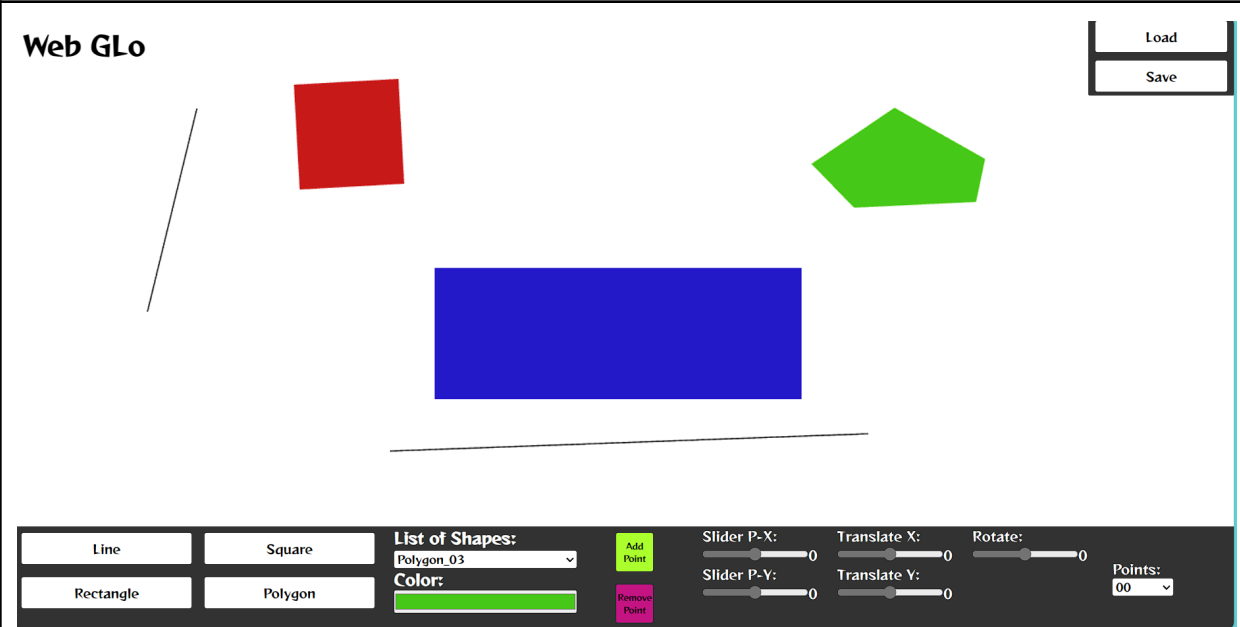 Web GLo
Load
Save
Line
Square
Rectangle
Polygon
List of Shapes:
Polygon_03
Color:
Add
Point
Remove
Point
Slider P-X:
0
Slider P-Y:
0
Translate X:
0
Translate Y:
0
Rotate:
0
Points:
00